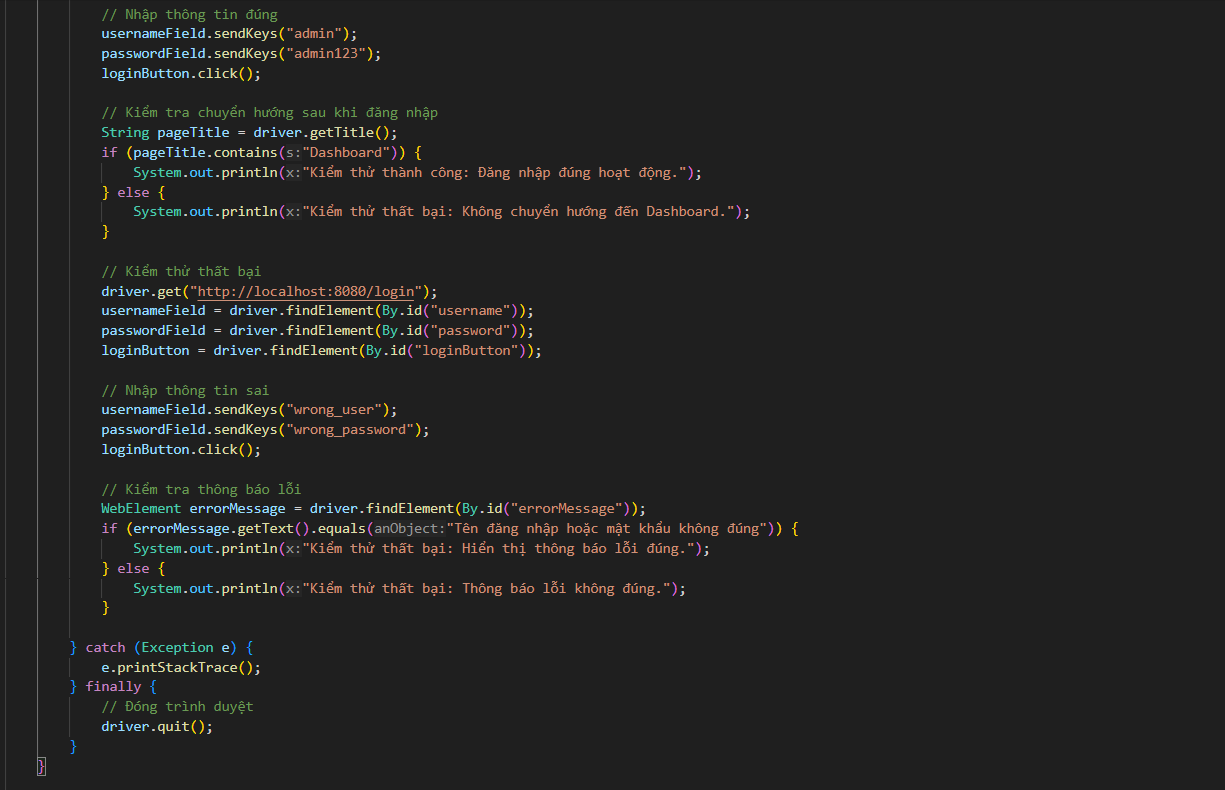 // Nhập thông tin đúng
usernameField.sendKeys("admin");
passwordField.sendKeys("admin123");
loginButton.click();
// Kiểm tra chuyển hướng sau khi đăng nhập
String pageTitle = driver.getTitle();
if (pageTitle.contains(s:"Dashboard")) {
System.out.println(x:"Kiểm thử thành công: Đăng nhập đúng hoạt động.");
} else {
System.out.println(x:"Kiểm thử thất bại: Không chuyển hướng đến Dashboard.");
}
// Kiểm thử thất bại
driver.get("http://localhost:8080/login");
usernameField = driver.findElement(By.id("username"));
passwordField = driver.findElement(By.id("password"));
loginButton = driver.findElement(By.id("loginButton"));
// Nhập thông tin sai
usernameField.sendKeys("wrong_user");
passwordField.sendKeys("wrong_password");
loginButton.click();
// Kiểm tra thông báo lỗi
WebElement errorMessage = driver.findElement(By.id("errorMessage"));
if (errorMessage.getText().equals(anObject:"Tên đăng nhập hoặc mật khẩu không đúng")) {
System.out.println(x:"Kiểm thử thất bại: Hiển thị thông báo lỗi đúng.");
} else {
System.out.println(x:"Kiểm thử thất bại: Thông báo lỗi không đúng.");
}
} catch (Exception e) {
e.printStackTrace();
} finally {
// Đóng trình duyệt
driver.quit();
}
}